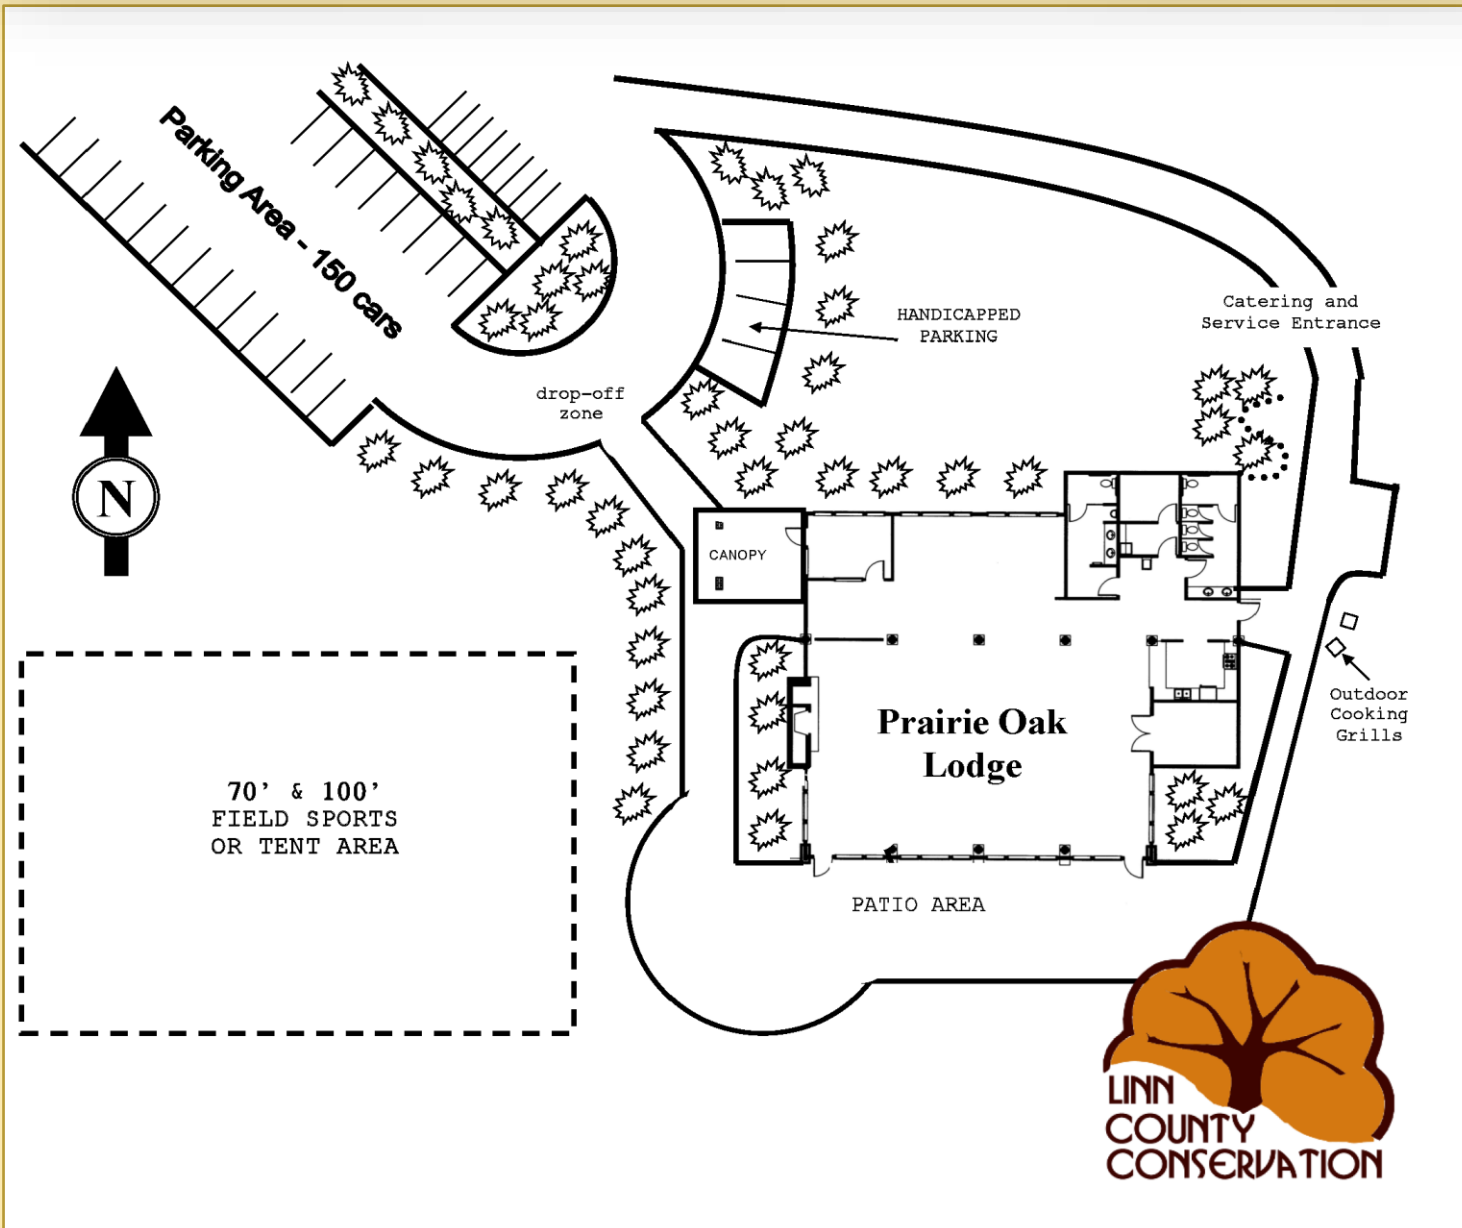 Parking Area - 150 cars
Catering and
Service Entrance
HANDICAPPED
PARKING
drop-off
zone
N
CANOPY
Outdoor
Cooking
Grills
Prairie Oak
Lodge
70' & 100'
FIELD SPORTS
OR TENT AREA
PATIO AREA
LINN
COUNTY
CONSERVATION